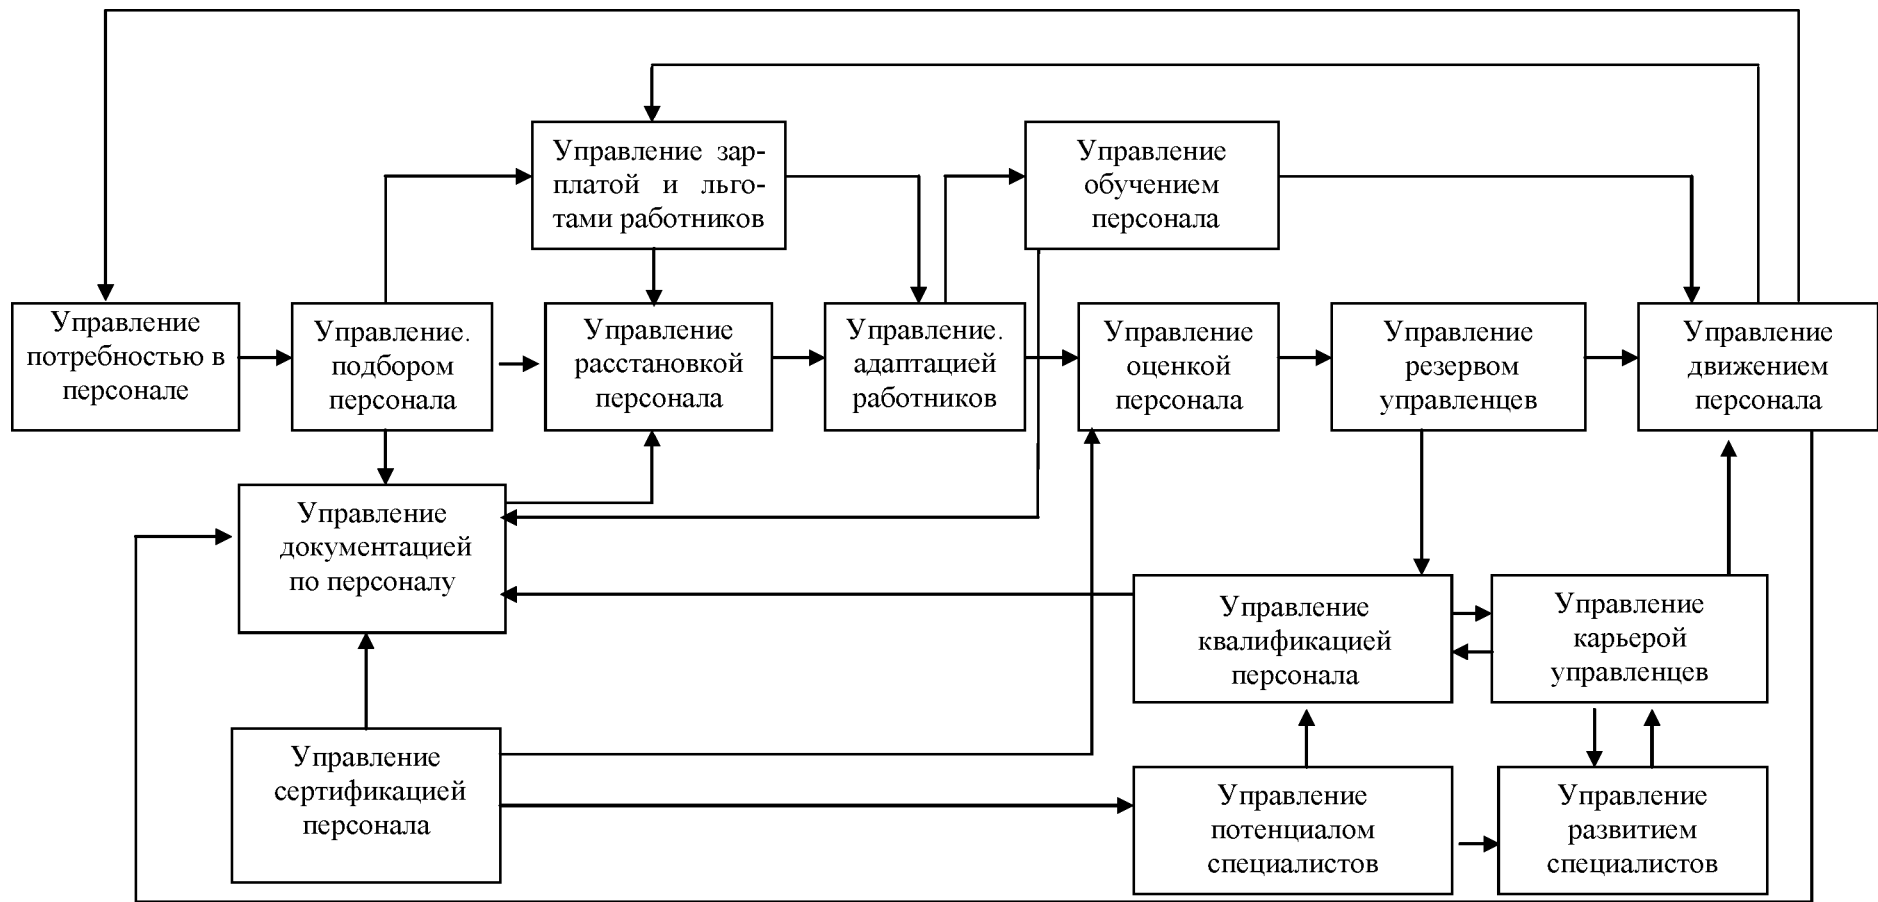 Управление зар-
платой и льго-
тами работников
Управление
обучением
персонала
Управление
потребностью в
персонале
Управление.
подбором
персонала
Управление
расстановкой
персонала
Управление.
адаптацией
работников
Управление
оценкой
персонала
Управление
резервом
управленцев
Управление
движением
персонала
Управление
документацией
по персоналу
Управление
квалификацией
персонала
Управление
карьерой
управленцев
Управление
сертификацией
персонала
Управление
потенциалом
специалистов
Управление
развитием
специалистов